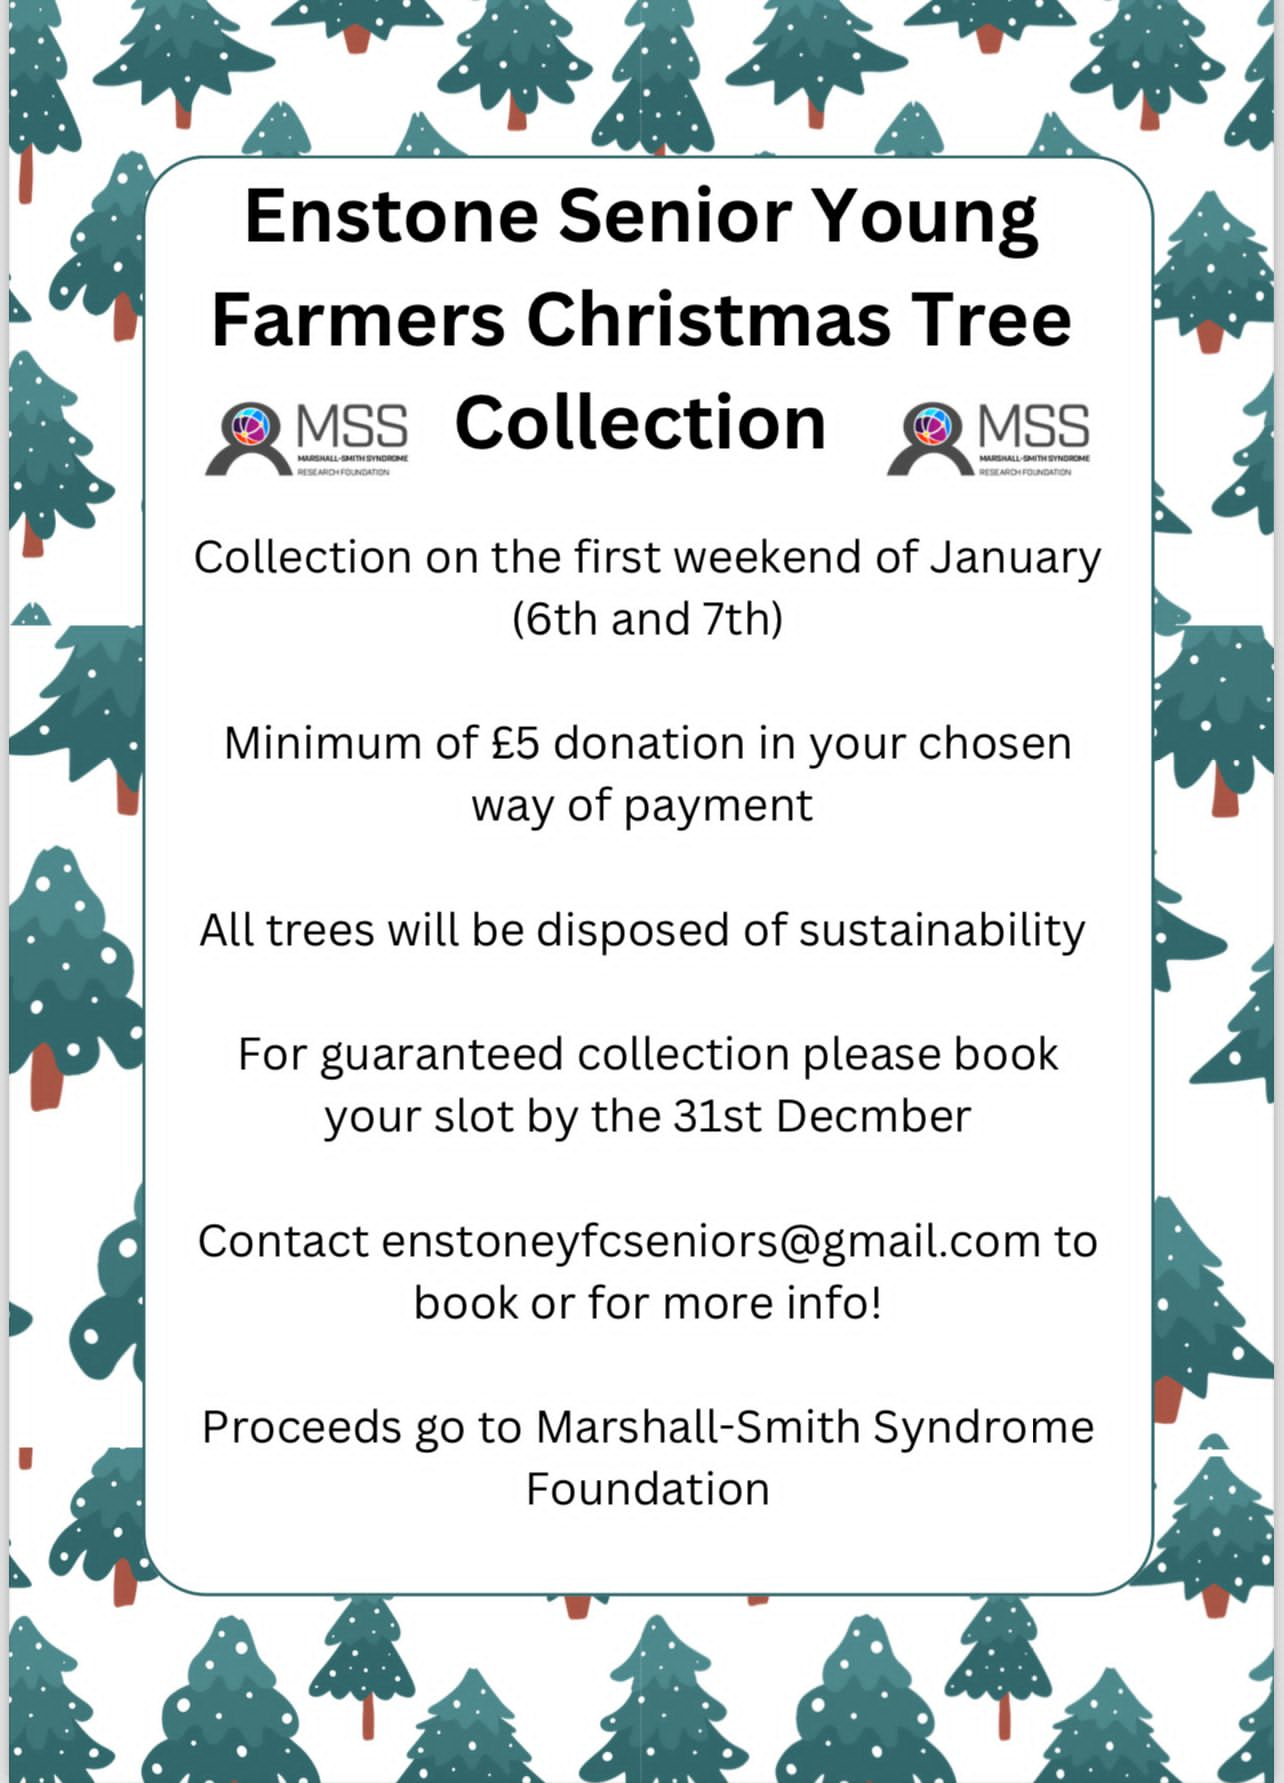 Enstone Senior Young
Farmers Christmas Tree
Collection
MSS
MARSHALL-SMITH SYNDROME
RESEARCH FOUNDATION
MSS
MARSHALL-SMITH SYNDROME
RESEARCH FOUNDATION
Collection on the first weekend of January
(6th and 7th)
Minimum of £5 donation in your chosen
way of payment
All trees will be disposed of sustainability
For guaranteed collection please book
your slot by the 31st Decmber
Contact enstoneyfcseniors@gmail.com to
book or for more info!
Proceeds go to Marshall-Smith Syndrome
Foundation